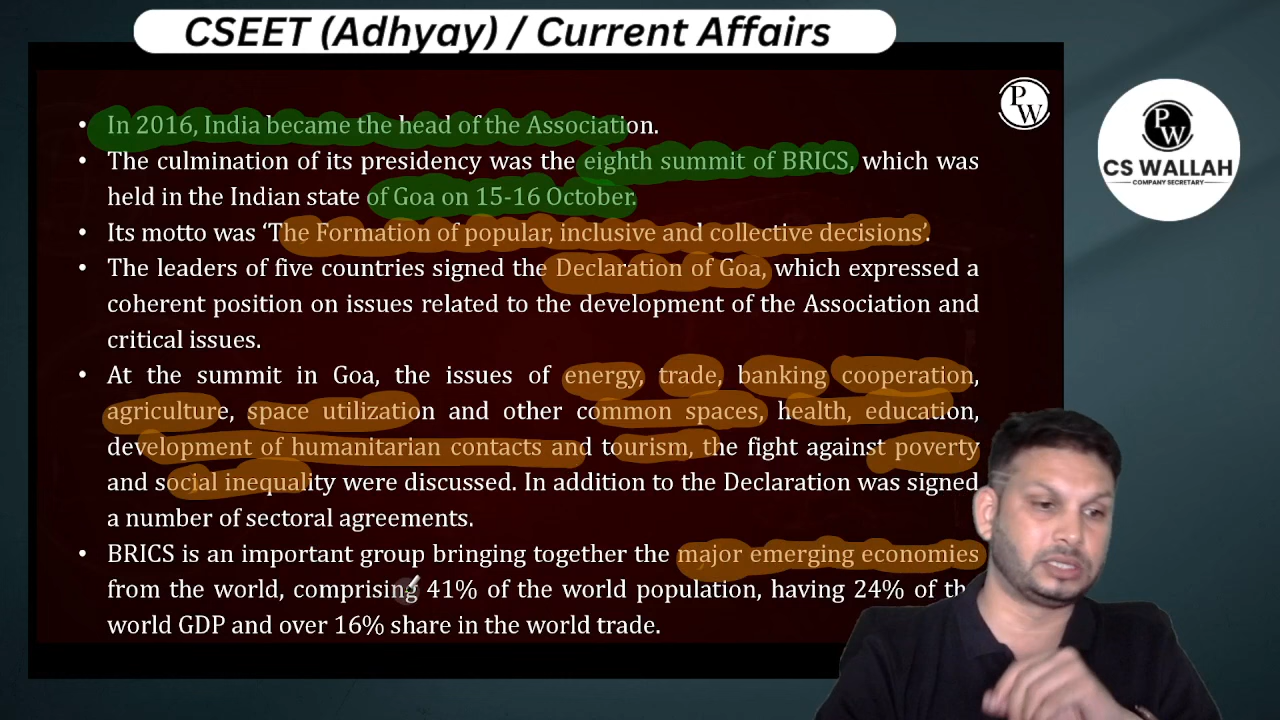 CSEET (Adhyay) / Current Affairs
PW
PW
CS WALLAH
COMPANY SECRETARY
• In 2016, India became the head of the Association.
• The culmination of its presidency was the eighth summit of BRICS, which was
held in the Indian state of Goa on 15-16 October.
• Its motto was ‘The Formation of popular, inclusive and collective decisions’.
• The leaders of five countries signed the Declaration of Goa, which expressed a
coherent position on issues related to the development of the Association and
critical issues.
• At the summit in Goa, the issues of energy, trade, banking cooperation,
agriculture, space utilization and other common spaces, health, education,
development of humanitarian contacts and tourism, the fight against poverty
and social inequality were discussed. In addition to the Declaration was signed
a number of sectoral agreements.
• BRICS is an important group bringing together the major emerging economies
from the world, comprising 41% of the world population, having 24% of th
world GDP and over 16% share in the world trade.